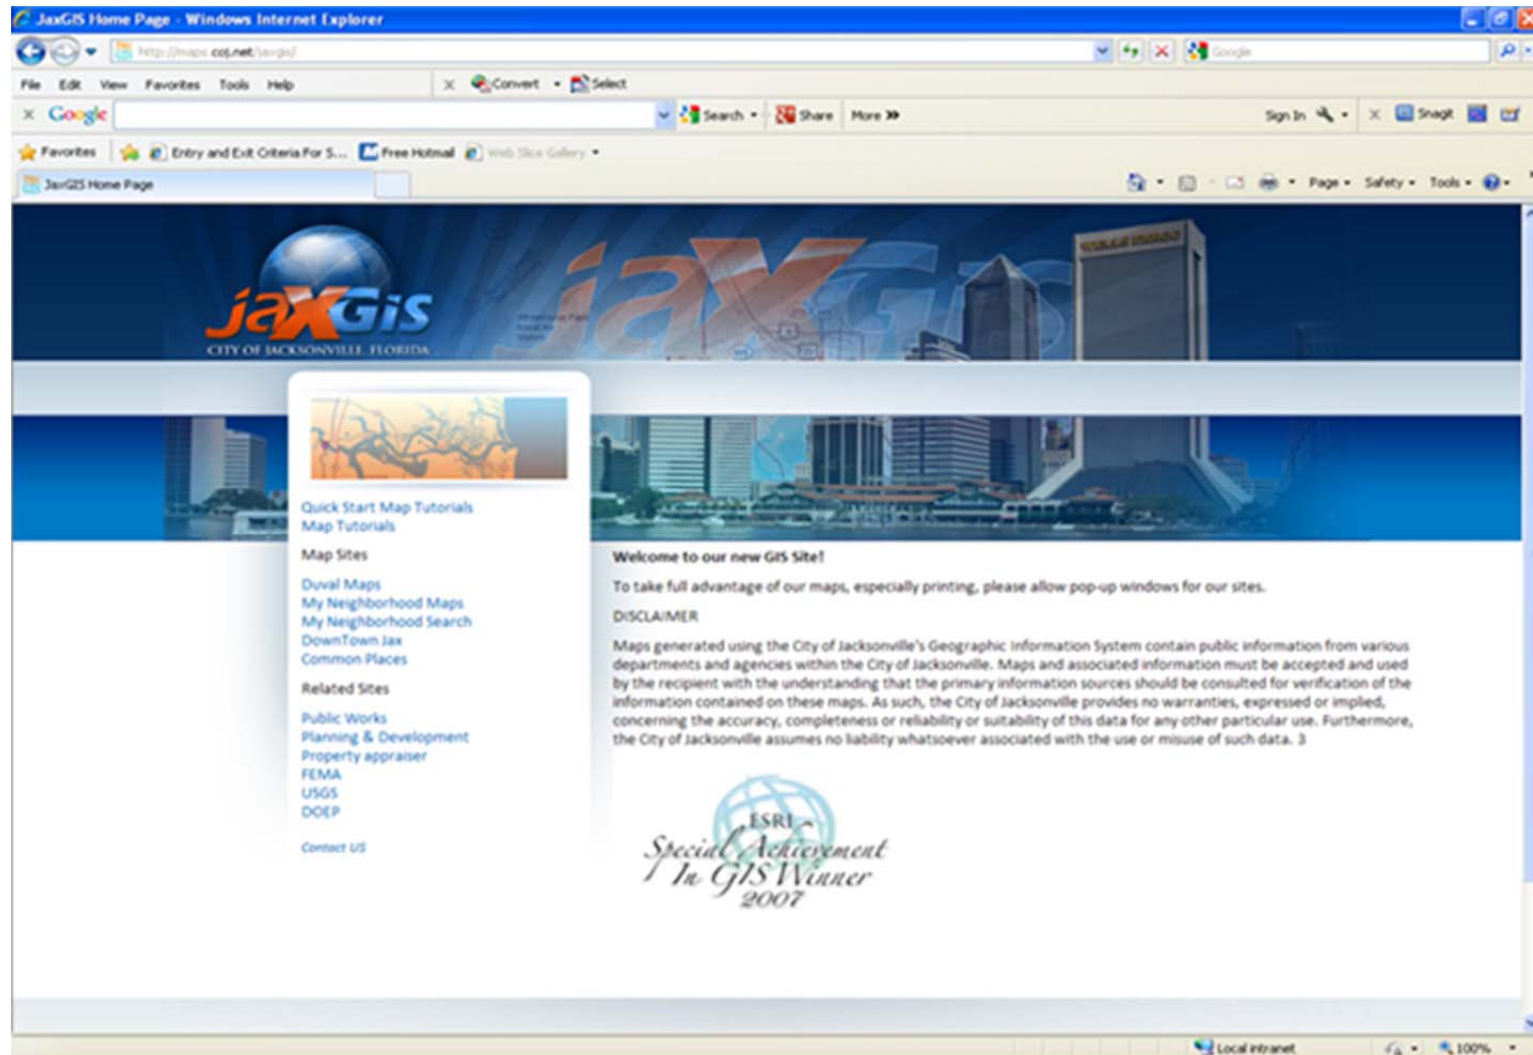 JaxGIS Home Page - Windows Internet Explorer
http://maps.coj.net/jaxgis/
Google
File Edit View Favorites Tools Help
x Convert Select
x Google
Search Share More »
Sign In
x Snagit
Favorites
Entry and Exit Criteria For S... Free Hotmail Web Slice Gallery
JaxGIS Home Page
Page Safety Tools
jaxGis
CITY OF JACKSONVILLE, FLORIDA
jaxGis
WELLS FARGO
Quick Start Map Tutorials
Map Tutorials
Map Sites
Duval Maps
My Neighborhood Maps
My Neighborhood Search
DownTown Jax
Common Places
Related Sites
Public Works
Planning & Development
Property appraiser
FEMA
USGS
DOEP
Contact US
Welcome to our new GIS Site!
To take full advantage of our maps, especially printing, please allow pop-up windows for our sites.
DISCLAIMER
Maps generated using the City of Jacksonville's Geographic Information System contain public information from various
departments and agencies within the City of Jacksonville. Maps and associated information must be accepted and used
by the recipient with the understanding that the primary information sources should be consulted for verification of the
information contained on these maps. As such, the City of Jacksonville provides no warranties, expressed or implied,
concerning the accuracy, completeness or reliability or suitability of this data for any other particular use. Furthermore,
the City of Jacksonville assumes no liability whatsoever associated with the use or misuse of such data. 3
ESRI
Special Achievement
In GIS Winner
2007
Local intranet
100%